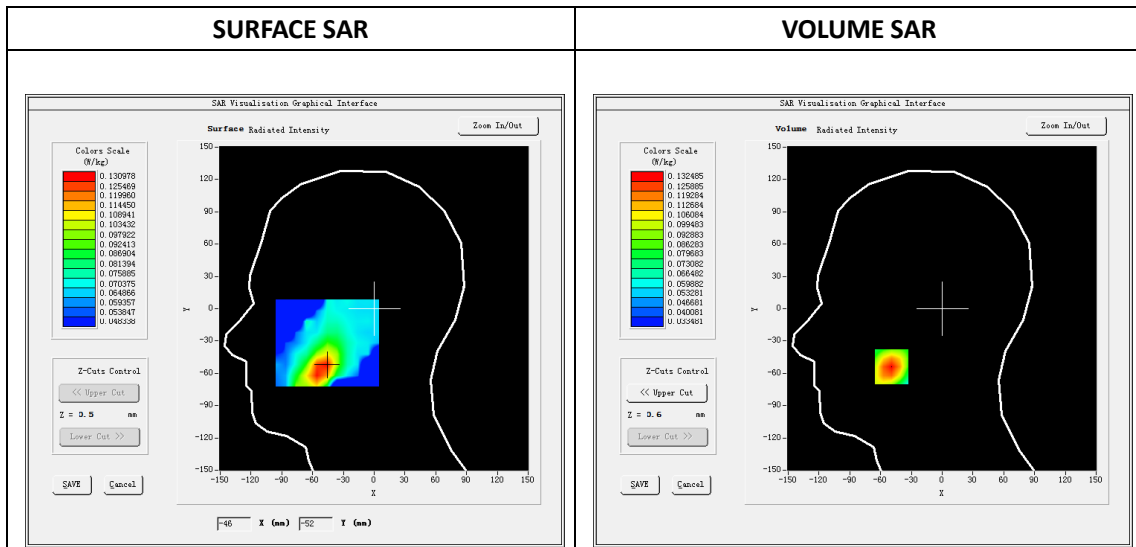 SURFACE SAR
VOLUME SAR
SAR Visualisation Graphical Interface
Surface Radiated Intensity
Zoom In/Out
Colors Scale
(W/kg)
0.130978
0.125469
0.119960
0.114450
0.108941
0.103432
0.097922
0.092413
0.086904
0.081394
0.075885
0.070375
0.064866
0.059357
0.053847
0.048338
Z-Cuts Control
<< Upper Cut
Z = 0.5 mm
Lower Cut >>
SAVE
Cancel
150
120
90
60
30
0
-30
-60
-90
-120
-150
Y
-150 -120 -90 -60 -30 0 30 60 90 120 150
X
-46 X (mm) -52 Y (mm)
SAR Visualisation Graphical Interface
Volume Radiated Intensity
Zoom In/Out
Colors Scale
(W/kg)
0.132485
0.125885
0.119284
0.112684
0.106084
0.099483
0.092883
0.086283
0.079683
0.073082
0.066482
0.059882
0.053281
0.046681
0.040081
0.033481
Z-Cuts Control
<< Upper Cut
Z = 0.6 mm
Lower Cut >>
SAVE
Cancel
150
120
90
60
30
0
-30
-60
-90
-120
-150
Y
-150 -120 -90 -60 -30 0 30 60 90 120 150
X